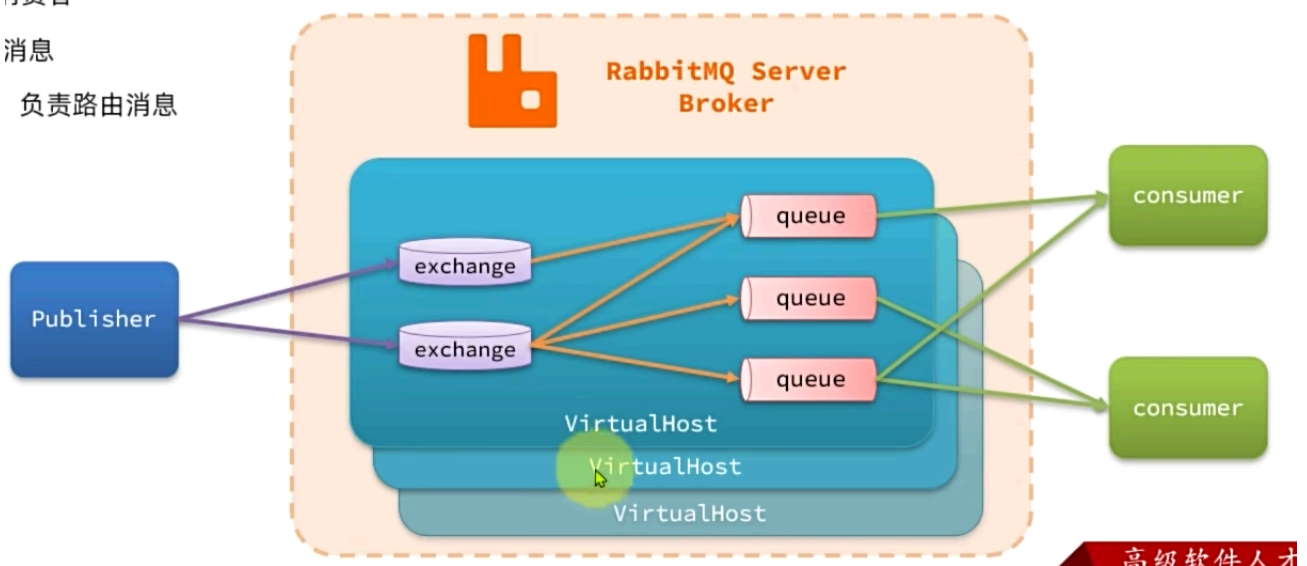 消息
负责路由消息
RabbitMQ Server
Broker
Publisher
exchange
exchange
queue
queue
queue
VirtualHost
VirtualHost
VirtualHost
consumer
consumer
高级软件人才